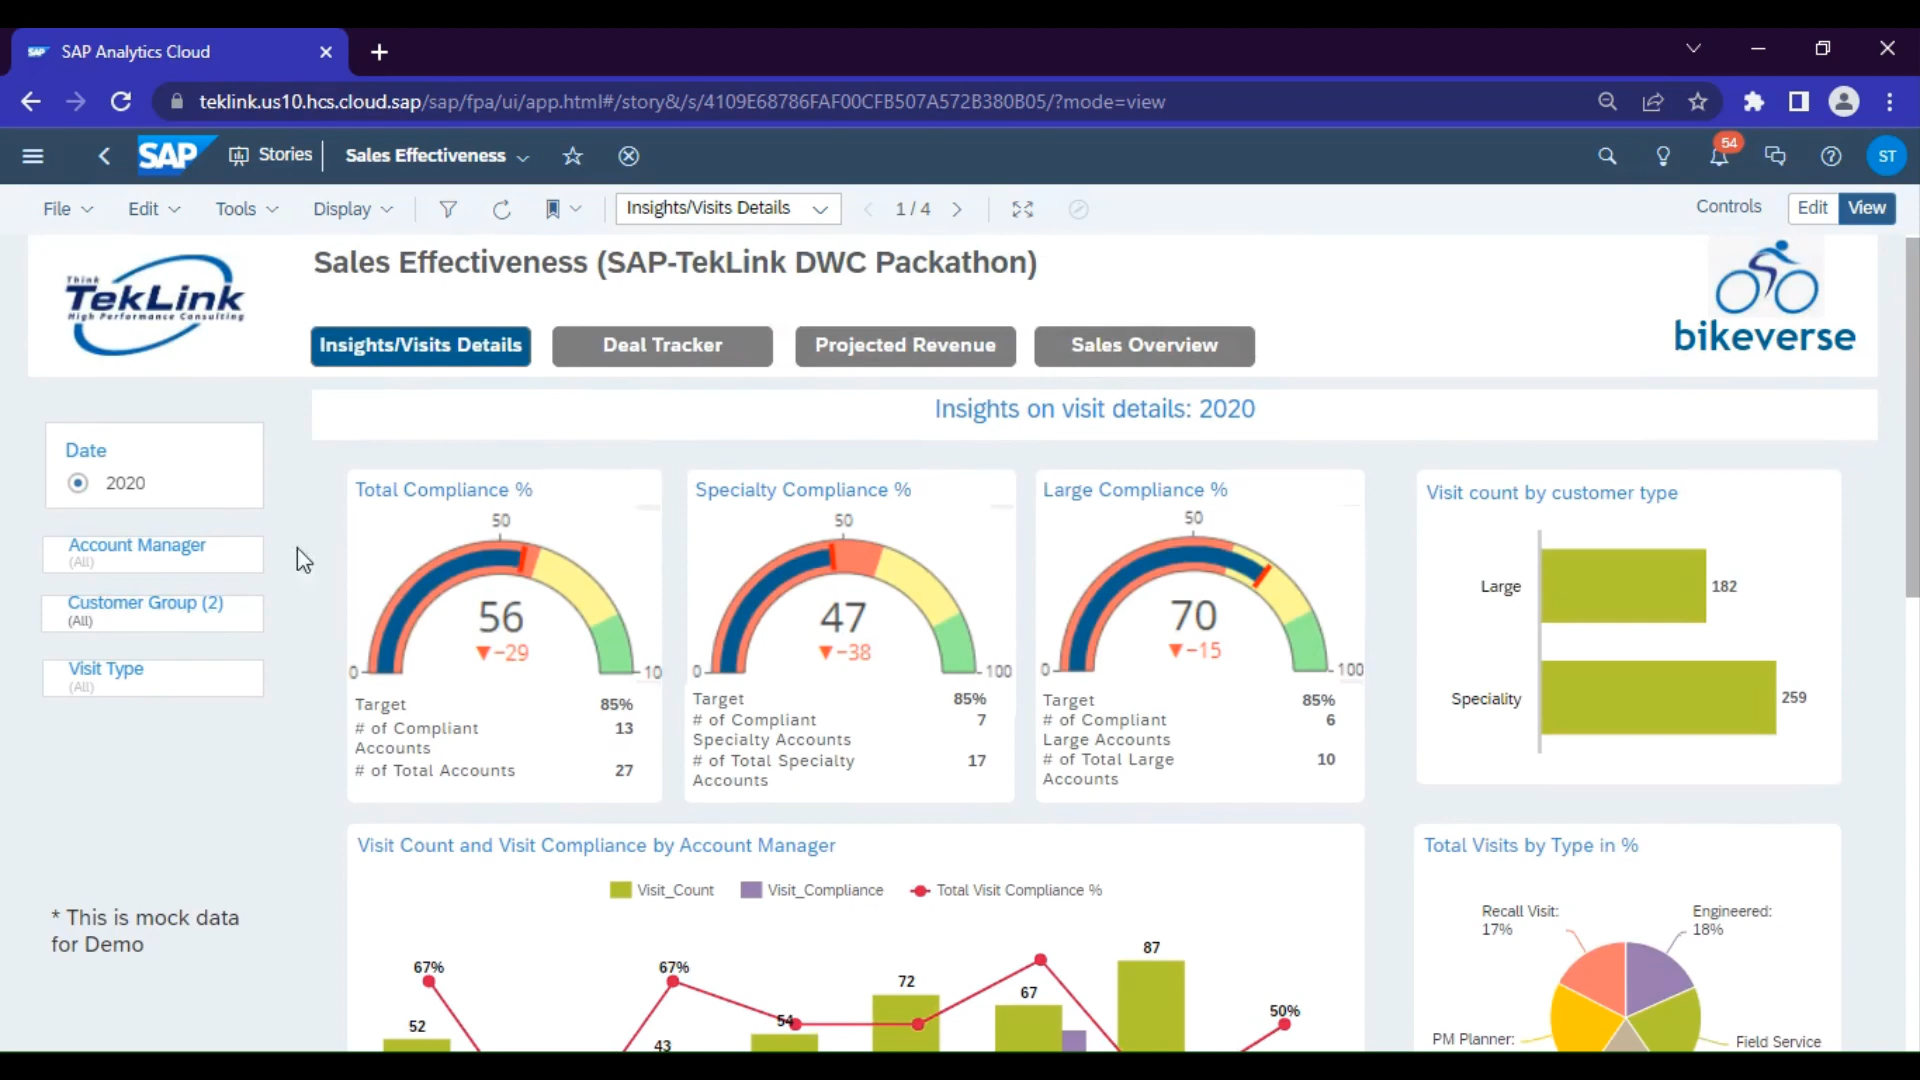 SAP Analytics Cloud
teklink.us10.hcs.cloud.sap/sap/fpa/ui/app.html#/story&/s/4109E68786FAF00CFB507A572B380B05/?mode=view
SAP Stories Sales Effectiveness
54
ST
File Edit Tools Display Insights/Visits Details 1 / 4 Controls Edit View
Think
TekLink
High Performance Consulting
Sales Effectiveness (SAP-TekLink DWC Packathon)
bikeverse
Insights/Visits Details Deal Tracker Projected Revenue Sales Overview
Insights on visit details: 2020
Date
2020
Account Manager
(All)
Customer Group (2)
(All)
Visit Type
(All)
* This is mock data
for Demo
Total Compliance %
50
56
▼-29
0 10
Target 85%
# of Compliant 13
Accounts
# of Total Accounts 27
Specialty Compliance %
50
47
▼-38
0 100
Target 85%
# of Compliant 7
Specialty Accounts
# of Total Specialty 17
Accounts
Large Compliance %
50
70
▼-15
0 100
Target 85%
# of Compliant 6
Large Accounts
# of Total Large 10
Accounts
Visit count by customer type
Large 182
Speciality 259
Visit Count and Visit Compliance by Account Manager
Visit_Count Visit_Compliance Total Visit Compliance %
87
67% 67% 72 67
52 43 54 50%
Total Visits by Type in %
Recall Visit: Engineered:
17% 18%
PM Planner: Field Service